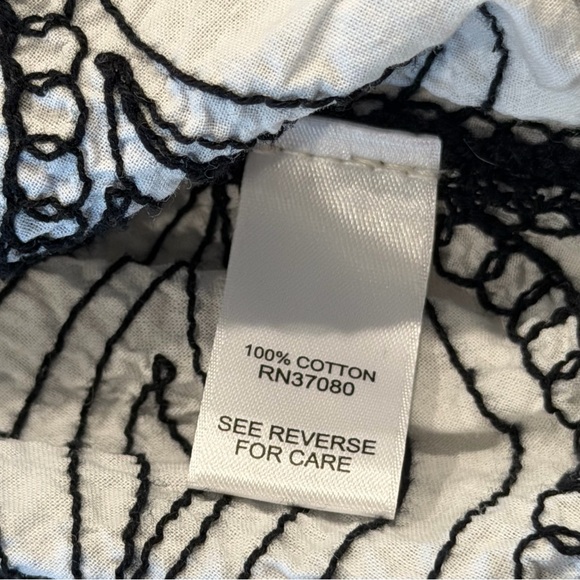 100% COTTON
RN37080
SEE REVERSE
FOR CARE